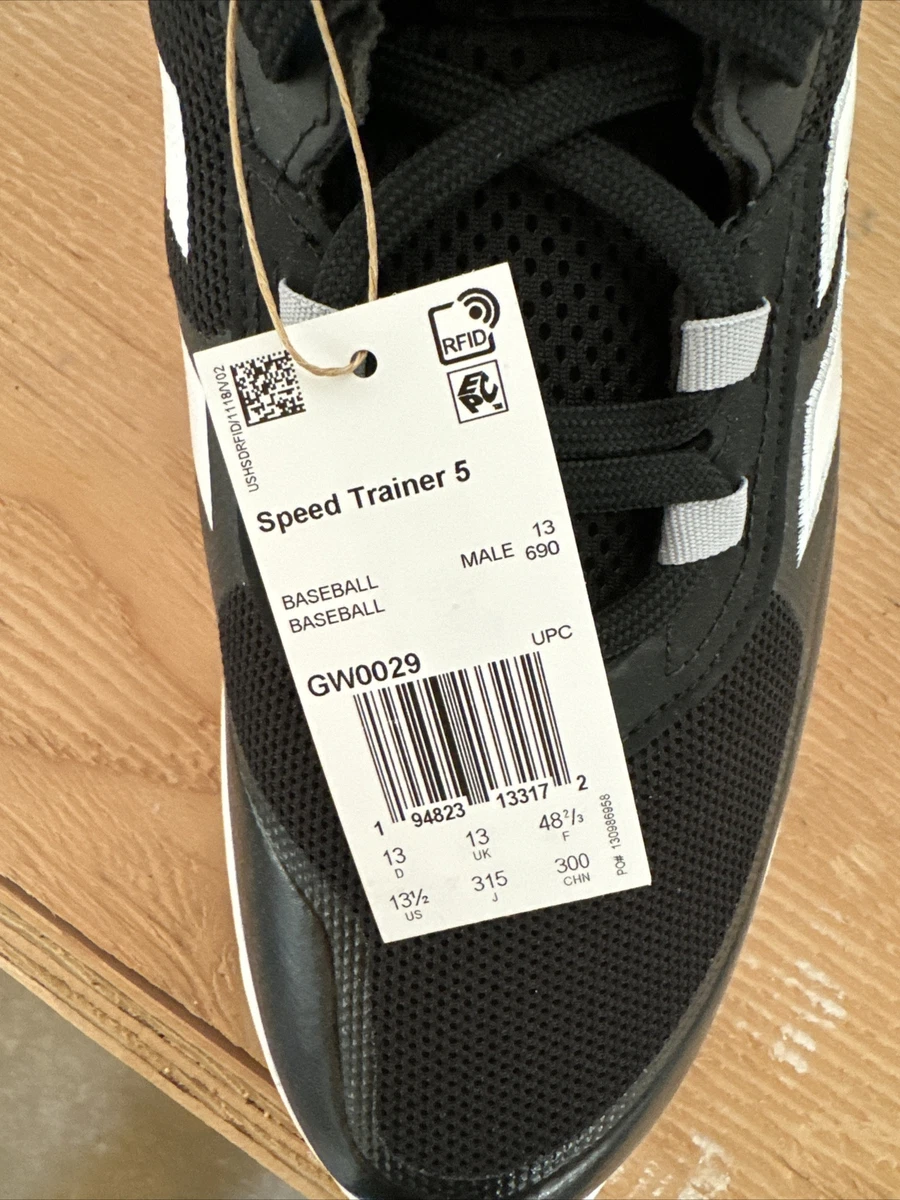 RFID
EPC
USHSDRFID/1118/V02
Speed Trainer 5
MALE 13
690
BASEBALL
BASEBALL
UPC
GW0029
1 94823 13317 2
13 D
13 UK
48⅔ F
13½ US
315 J
300 CHN
PO# 130986958